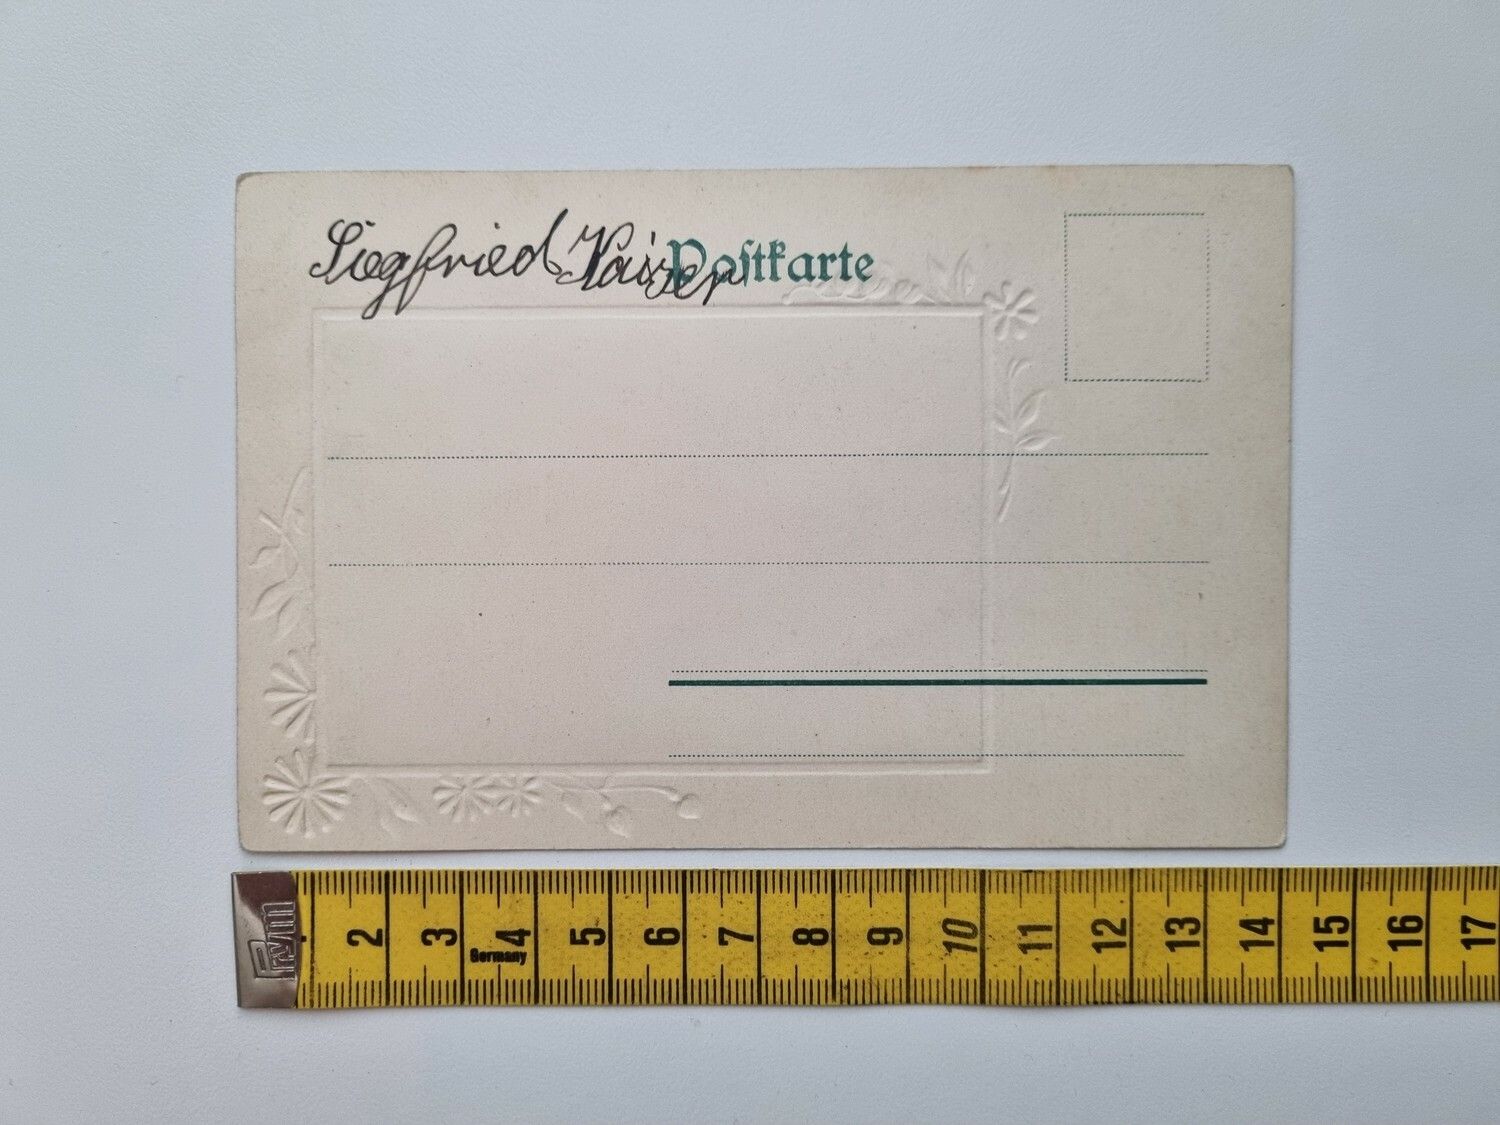 Siegfried Kaiser
Poſtkarte
Prym
2 3 4 5 6 7 8 9 10 11 12 13 14 15 16 17
Germany